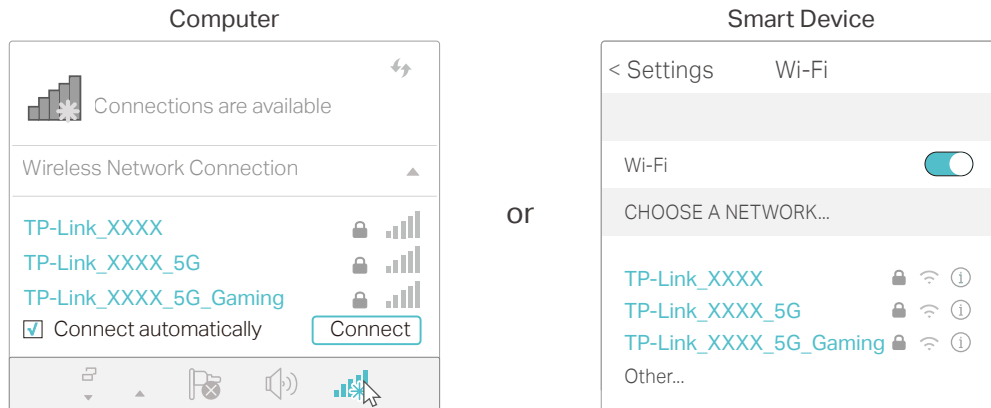 Computer
Connections are available
Wireless Network Connection
TP-Link_XXXX
TP-Link_XXXX_5G
TP-Link_XXXX_5G_Gaming
Connect automatically Connect
or
Smart Device
< Settings Wi-Fi
Wi-Fi
CHOOSE A NETWORK...
TP-Link_XXXX
TP-Link_XXXX_5G
TP-Link_XXXX_5G_Gaming
Other...